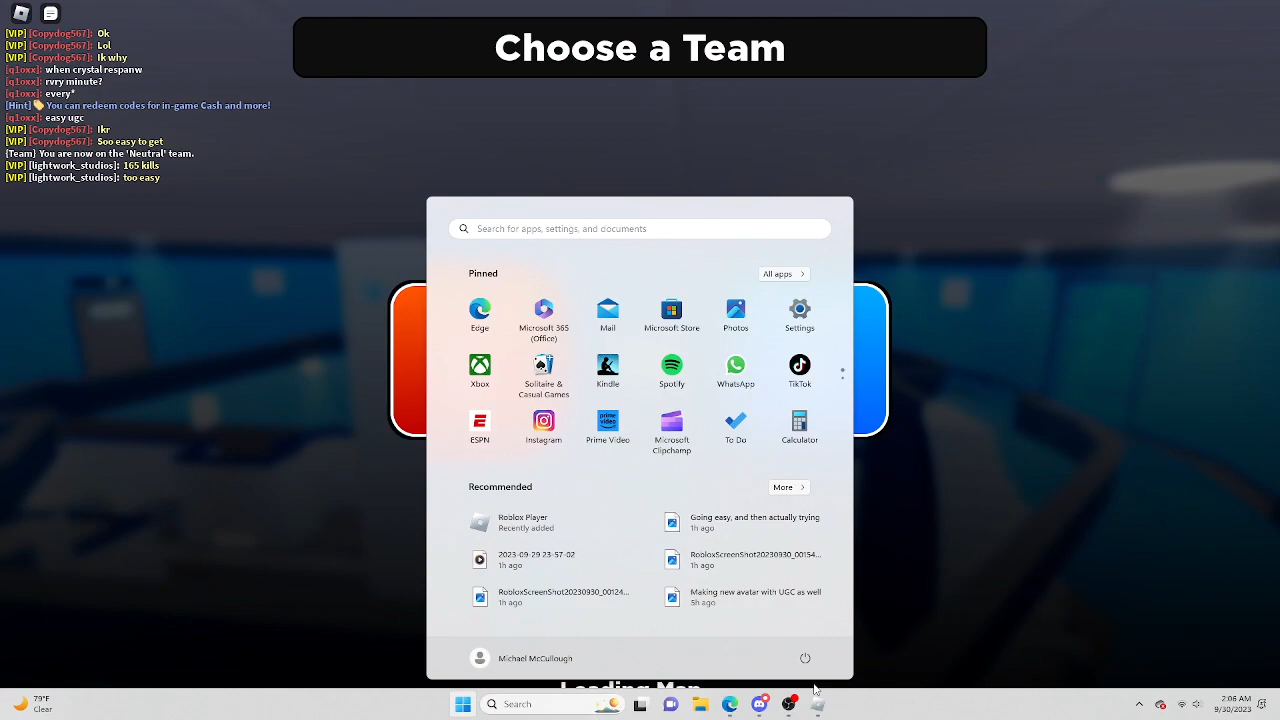 Choose a Team
[VIP] [Copydog567]: Ok
[VIP] [Copydog567]: Lol
[VIP] [Copydog567]: Ik why
[q1oxx]: when crystal respanw
[q1oxx]: rvry minute?
[q1oxx]: every*
[Hint] 🏷️ You can redeem codes for in-game Cash and more!
[q1oxx]: easy ugc
[VIP] [Copydog567]: Ikr
[VIP] [Copydog567]: Soo easy to get
{Team} You are now on the 'Neutral' team.
[VIP] [lightwork_studios]: 165 kills
[VIP] [lightwork_studios]: too easy
Search for apps, settings, and documents
Pinned
All apps >
Edge
Microsoft 365 (Office)
Mail
Microsoft Store
Photos
Settings
Xbox
Solitaire & Casual Games
Kindle
Spotify
WhatsApp
TikTok
ESPN
Instagram
prime video
Prime Video
Microsoft Clipchamp
To Do
Calculator
Recommended
More >
Roblox Player
Recently added
Going easy, and then actually trying
1h ago
2023-09-29 23-57-02
1h ago
RobloxScreenShot20230930_00154...
1h ago
RobloxScreenShot20230930_00124...
1h ago
Making new avatar with UGC as well
5h ago
Michael McCullough
Loading Map
79°F
Clear
Search
2:06 AM
9/30/2023